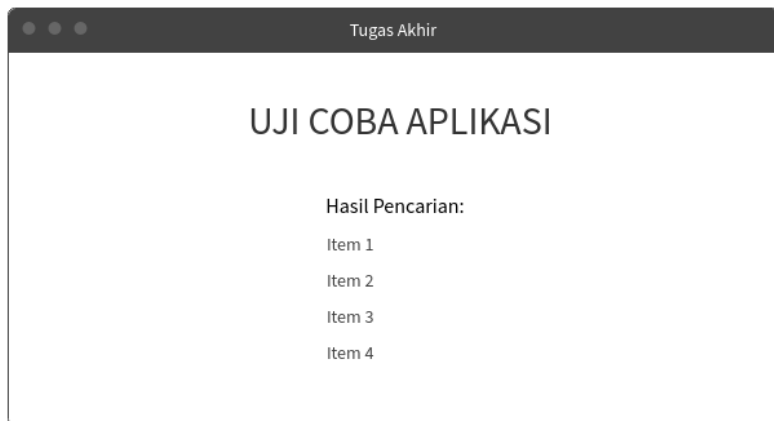 Tugas Akhir
UJI COBA APLIKASI
Hasil Pencarian:
Item 1
Item 2
Item 3
Item 4